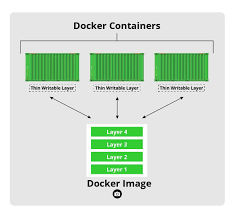 Docker Containers
Thin Writable Layer
Thin Writable Layer
Thin Writable Layer
Layer 4
Layer 3
Layer 2
Layer 1
Docker Image